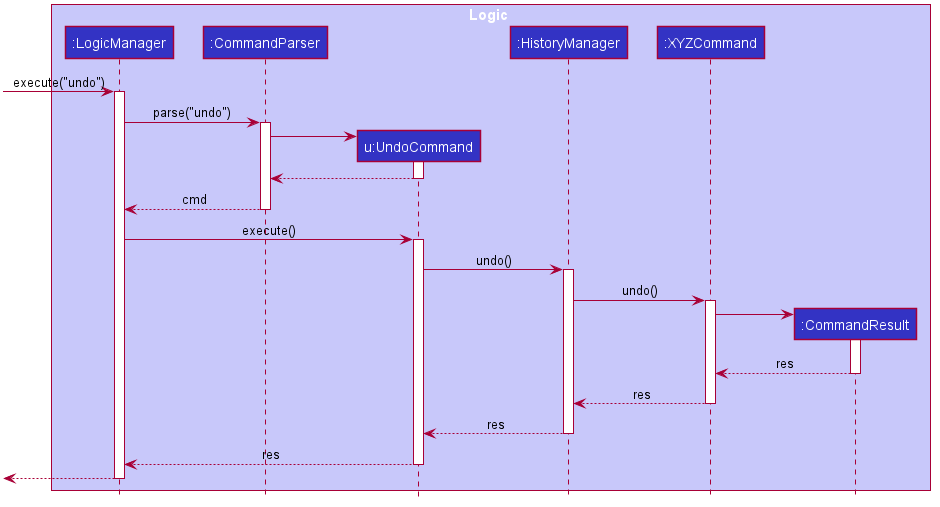 Logic
:LogicManager
:CommandParser
:HistoryManager
:XYZCommand
execute("undo")
parse("undo")
u:UndoCommand
cmd
execute()
undo()
undo()
:CommandResult
res
res
res
res